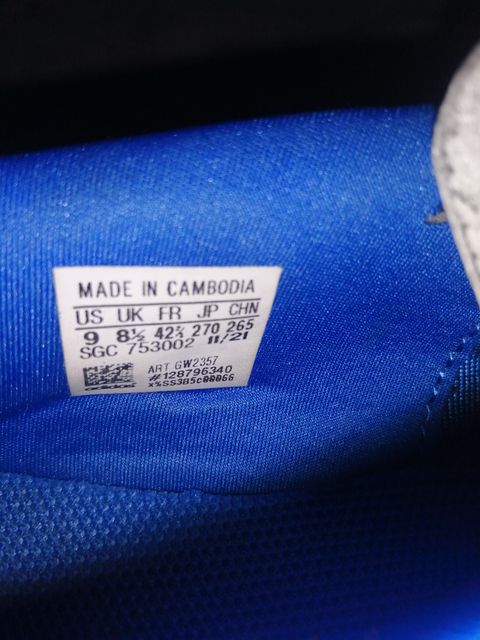 MADE IN CAMBODIA
US UK FR JP CHN
9 8½ 42⅔ 270 265
SGC 753002 11/21
ART GW2357
#128796340
adidas